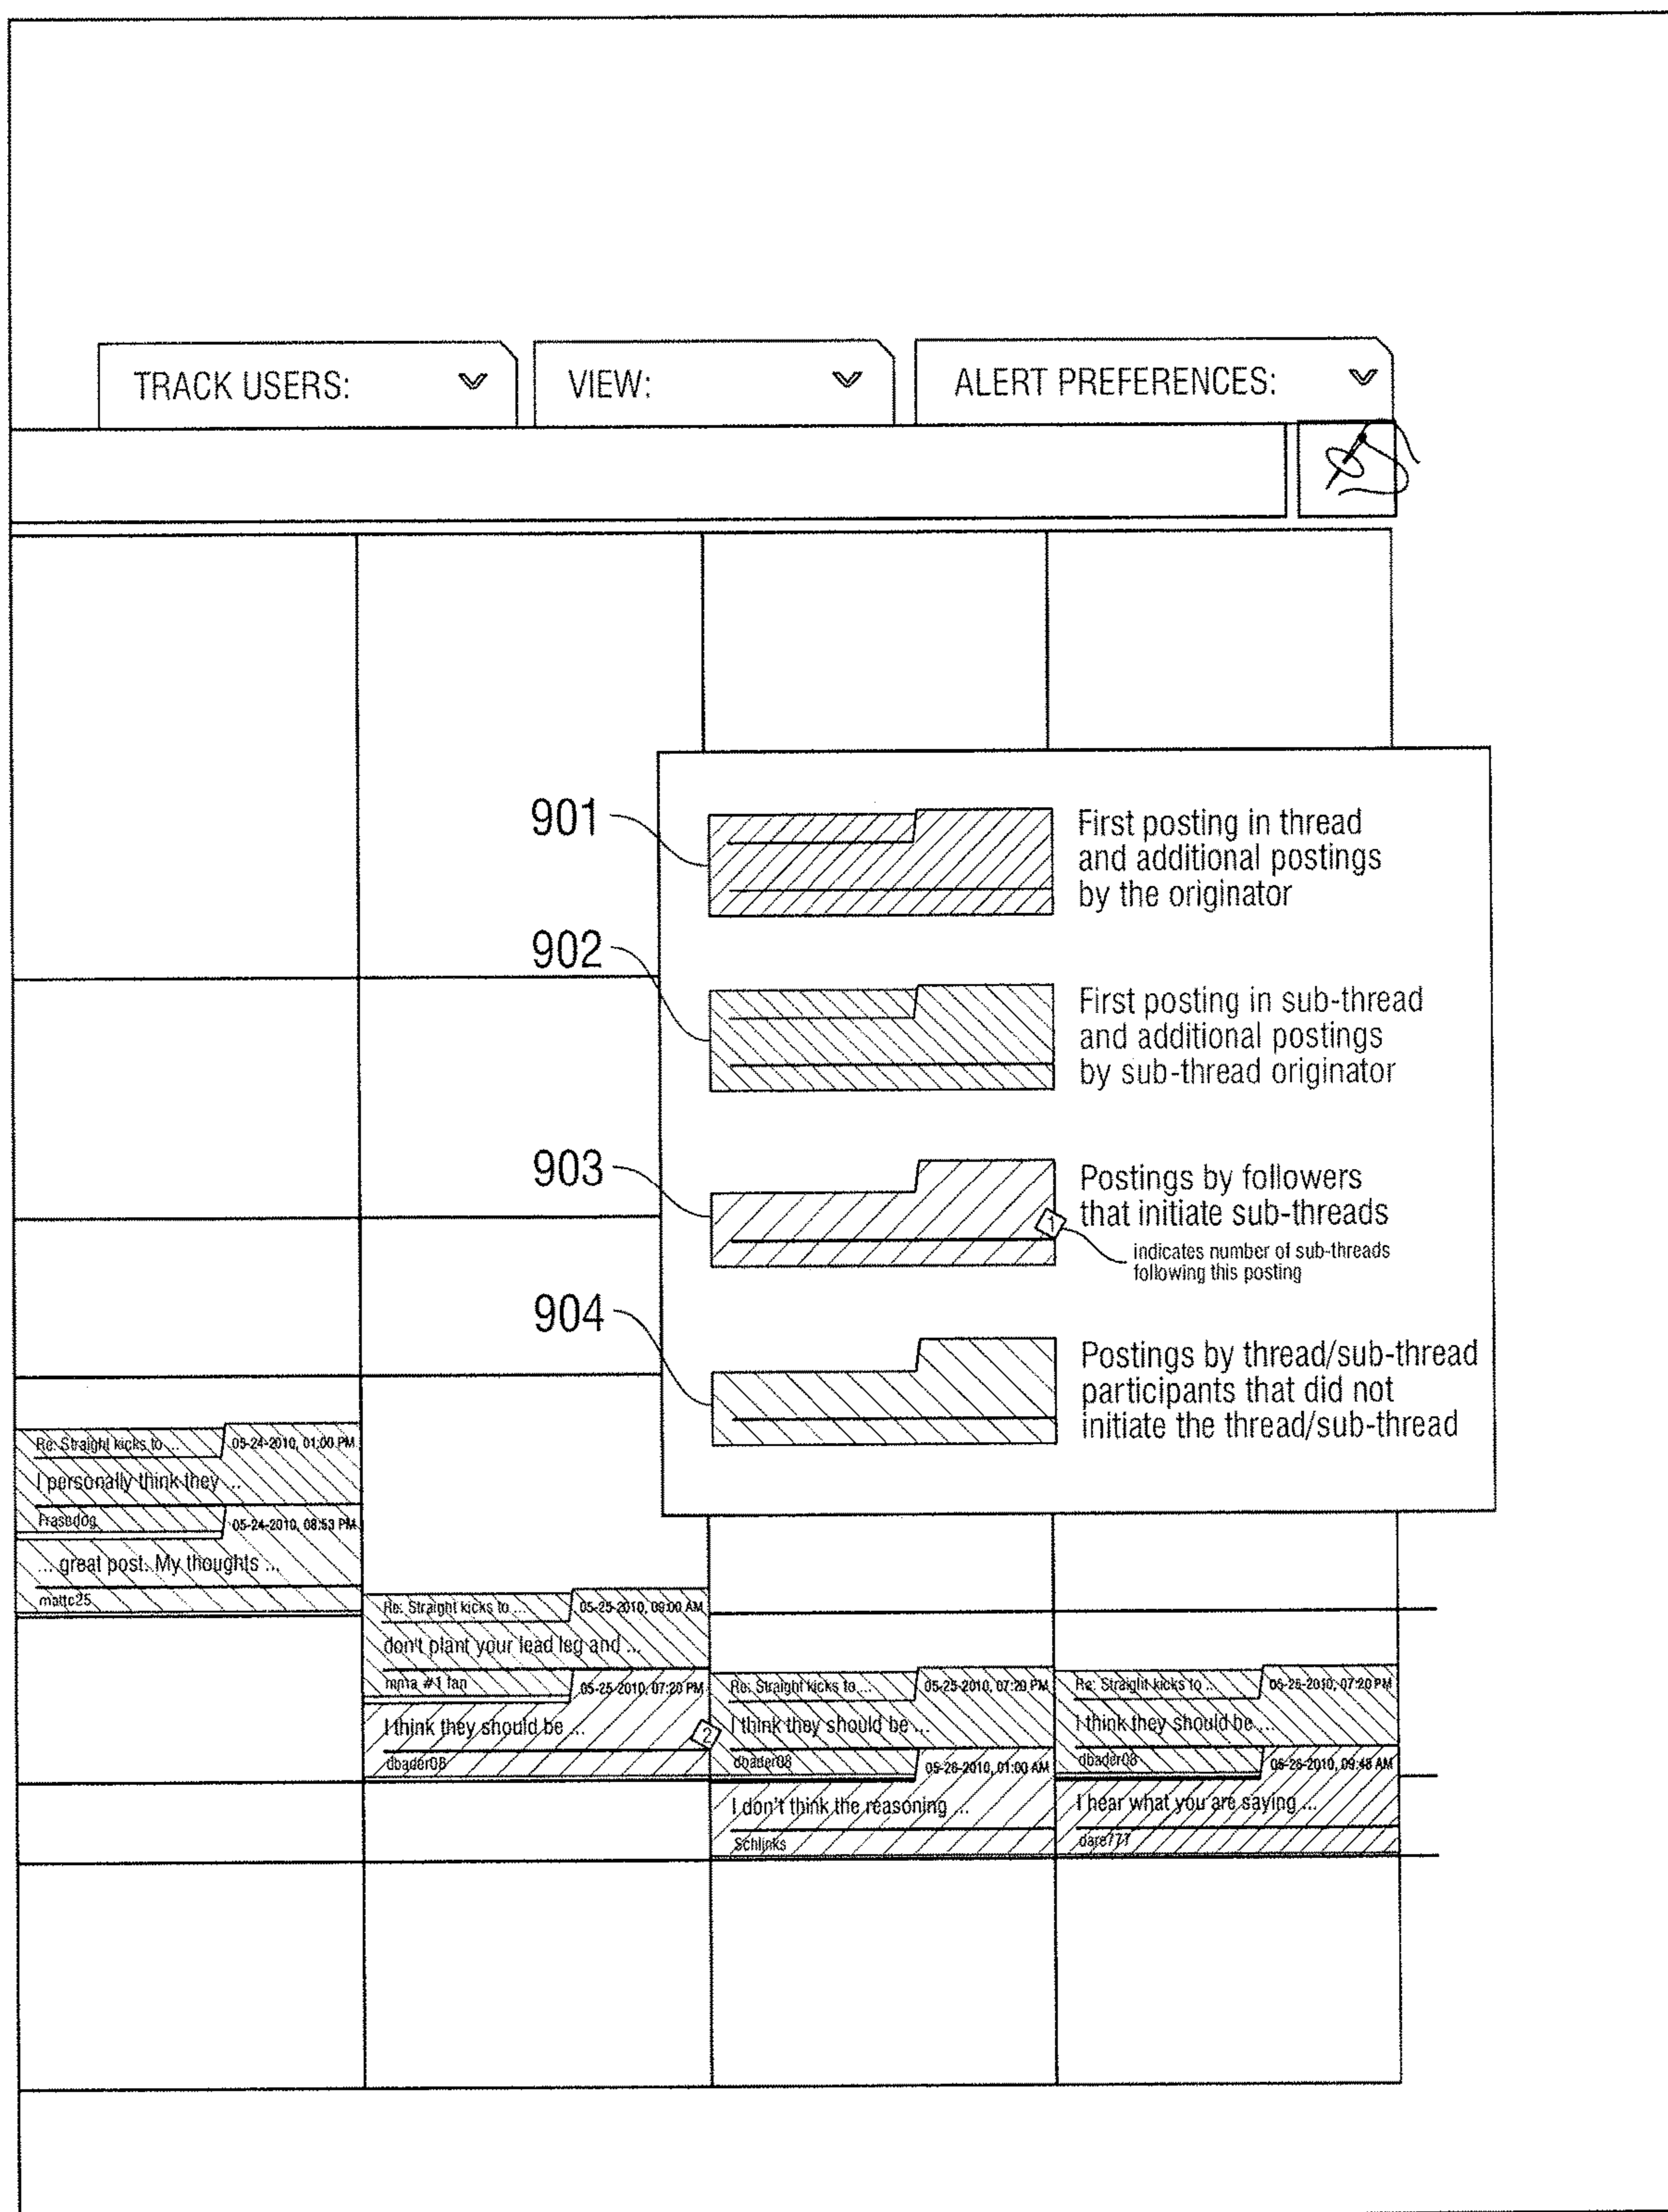 TRACK USERS:
VIEW:
ALERT PREFERENCES:
901
First posting in thread
and additional postings
by the originator
902
First posting in sub-thread
and additional postings
by sub-thread originator
903
Postings by followers
that initiate sub-threads
1
indicates number of sub-threads
following this posting
904
Postings by thread/sub-thread
participants that did not
initiate the thread/sub-thread
Re: Straight kicks to ...
05-24-2010, 01:00 PM
I personally think they ...
Frasedog
05-24-2010, 08:53 PM
... great post. My thoughts ...
mattc25
Re: Straight kicks to ...
05-25-2010, 09:00 AM
don't plant your lead leg and ...
mma #1 fan
05-25-2010, 07:20 PM
I think they should be ...
2
dbader08
Re: Straight kicks to ...
05-25-2010, 07:20 PM
I think they should be ...
dbader08
05-26-2010, 01:00 AM
I don't think the reasoning ...
Schlinks
Re: Straight kicks to ...
05-25-2010, 07:20 PM
I think they should be ...
dbader08
05-26-2010, 09:45 AM
I hear what you are saying ...
dare777